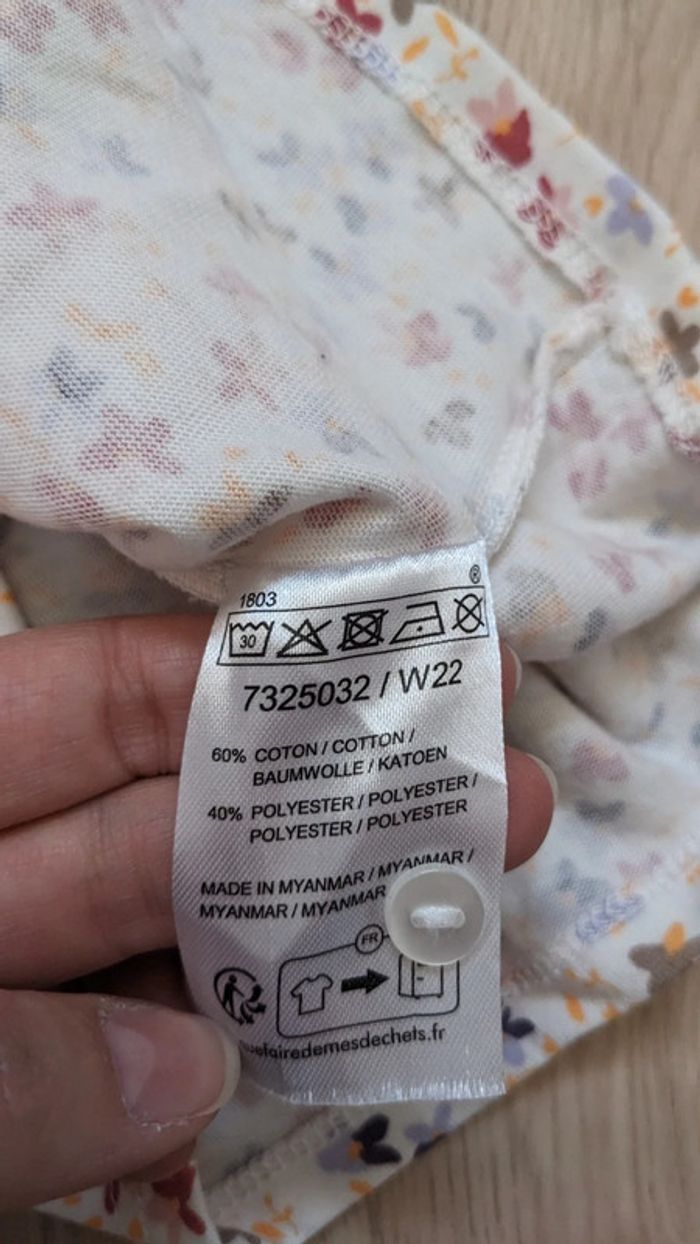 1803 ®
30
7325032 / W22
60% COTON / COTTON /
BAUMWOLLE / KATOEN
40% POLYESTER / POLYESTER /
POLYESTER / POLYESTER
MADE IN MYANMAR / MYANMAR /
MYANMAR / MYANMAR
FR
uefairedemesdechets.fr